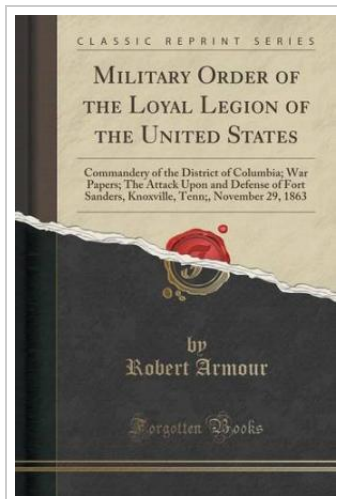 CLASSIC REPRINT SERIES
MILITARY ORDER OF
THE LOYAL LEGION OF
THE UNITED STATES
Commandery of the District of Columbia; War
Papers; The Attack Upon and Defense of Fort
Sanders, Knoxville, Tenn;, November 29, 1863
by
Robert Armour
Forgotten Books